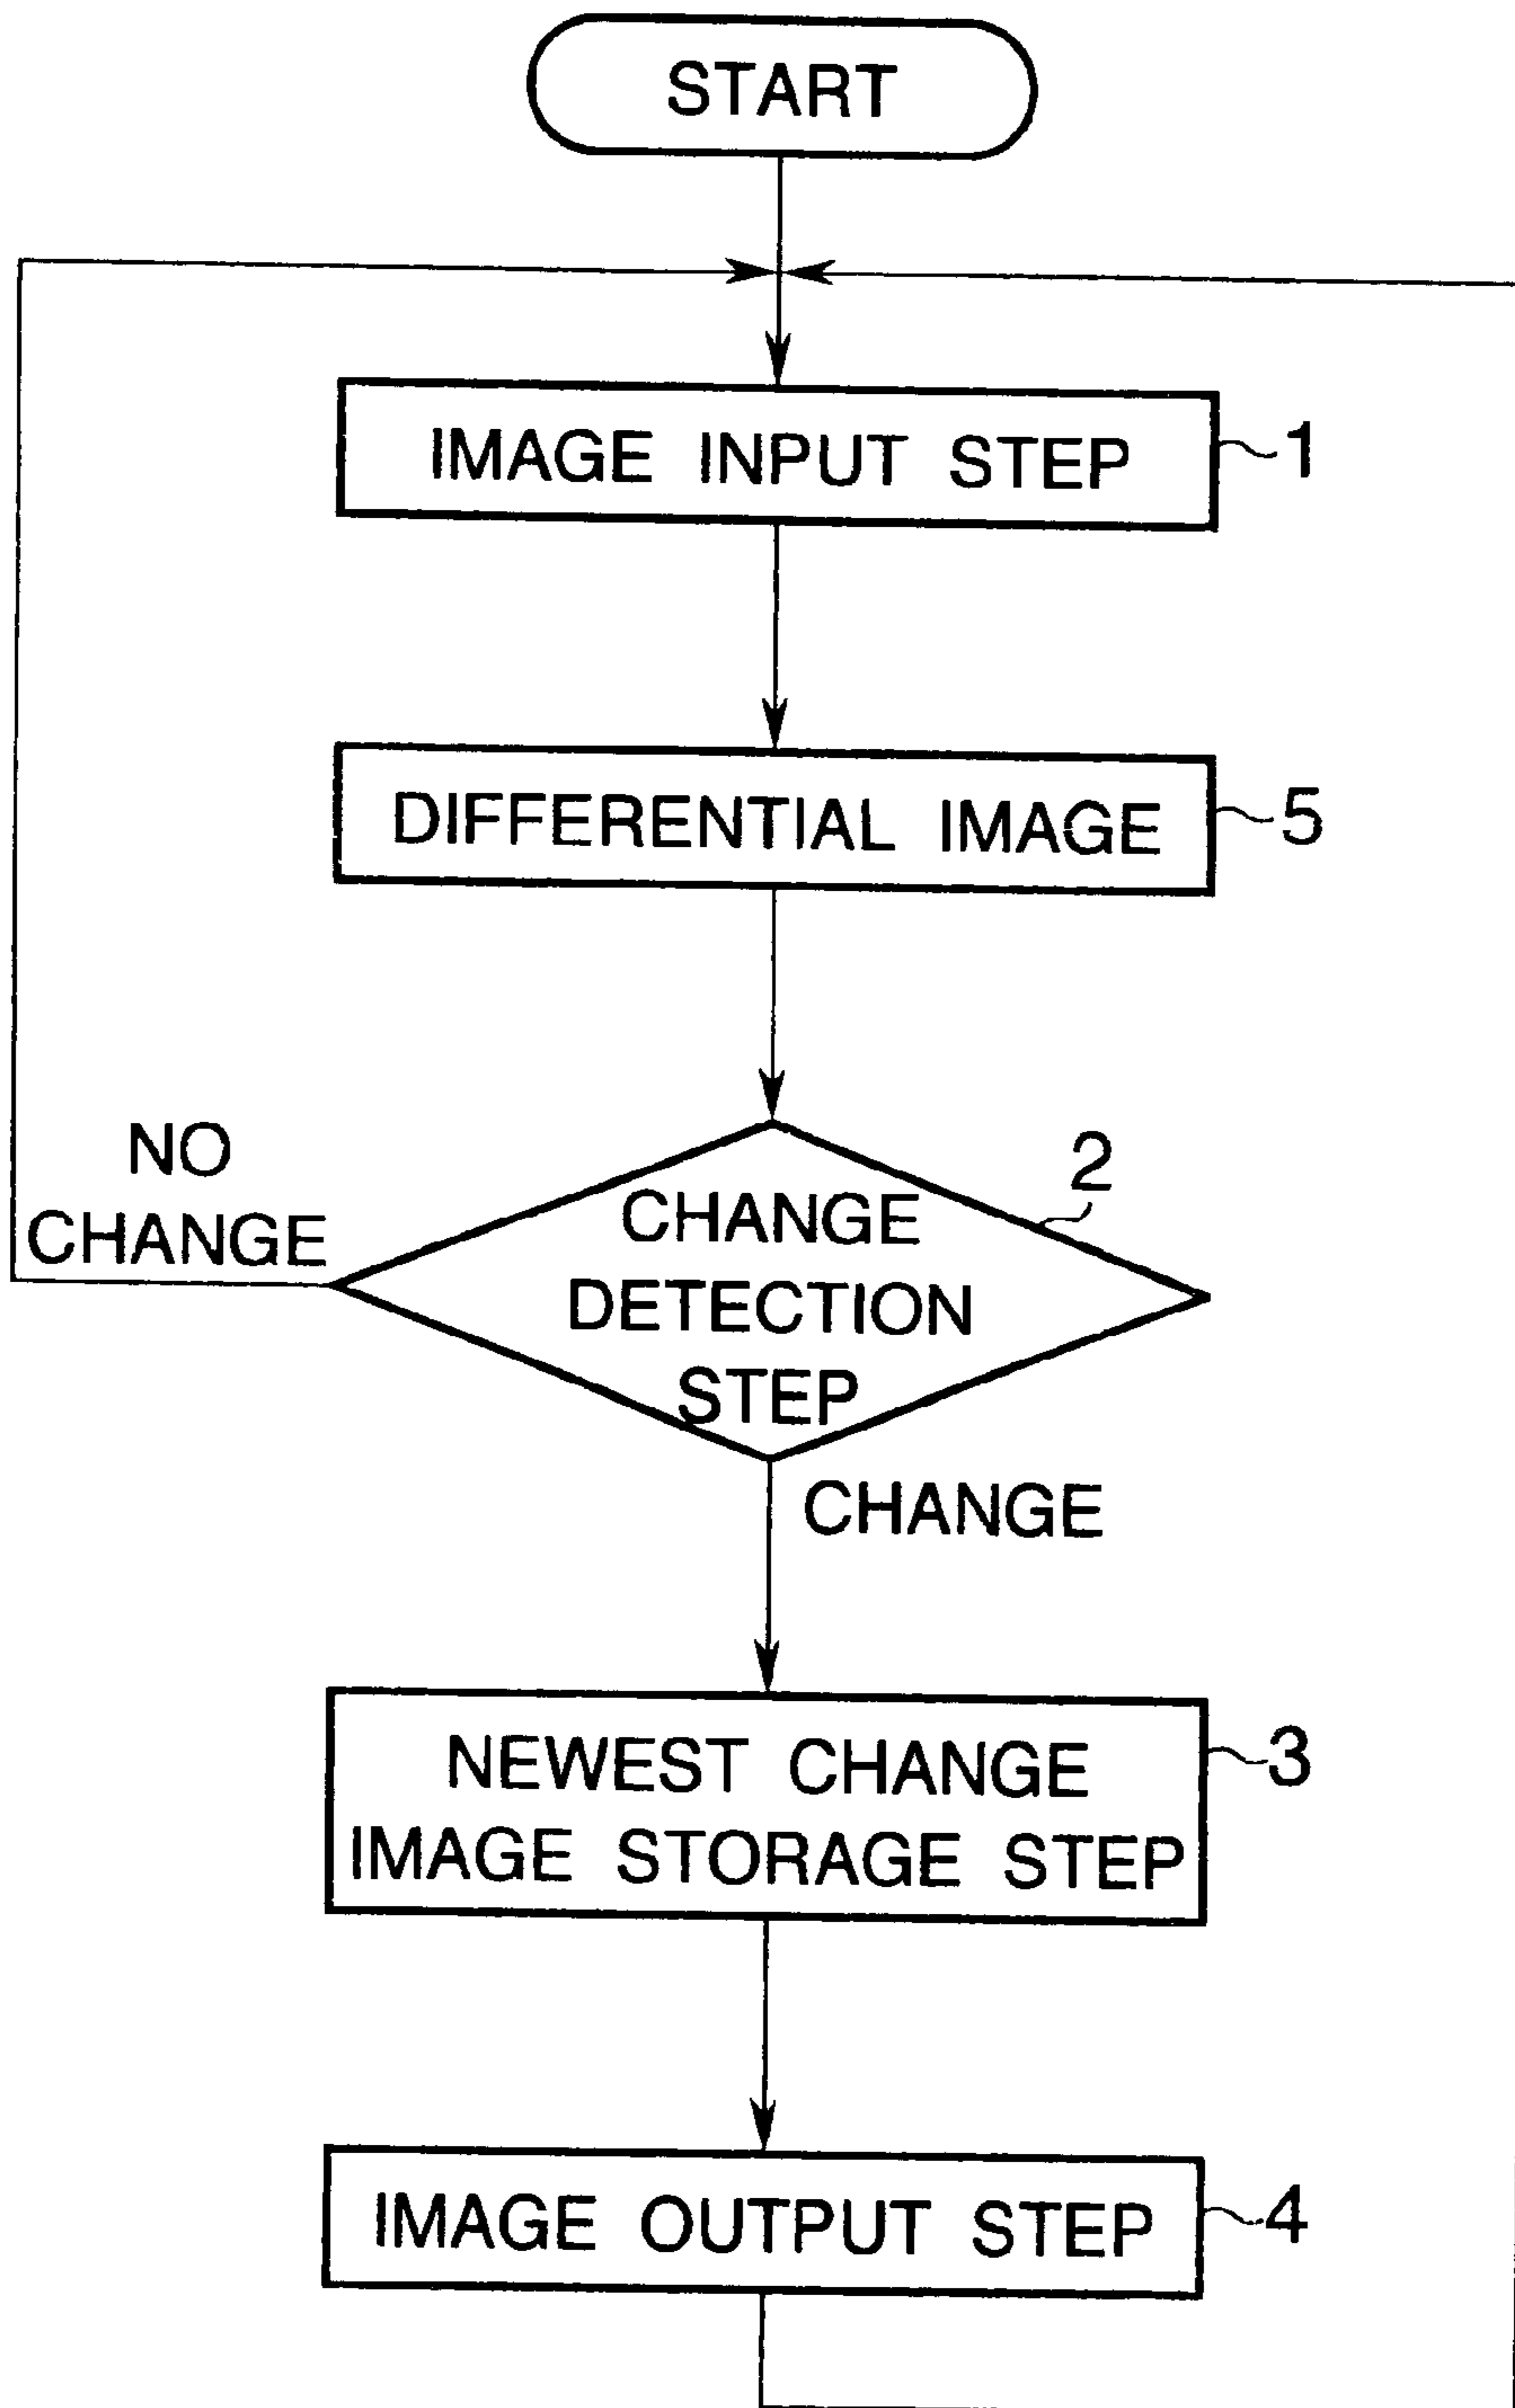 START
IMAGE INPUT STEP
1
DIFFERENTIAL IMAGE
5
NO
CHANGE
2
CHANGE
DETECTION
STEP
CHANGE
NEWEST CHANGE
IMAGE STORAGE STEP
3
IMAGE OUTPUT STEP
4